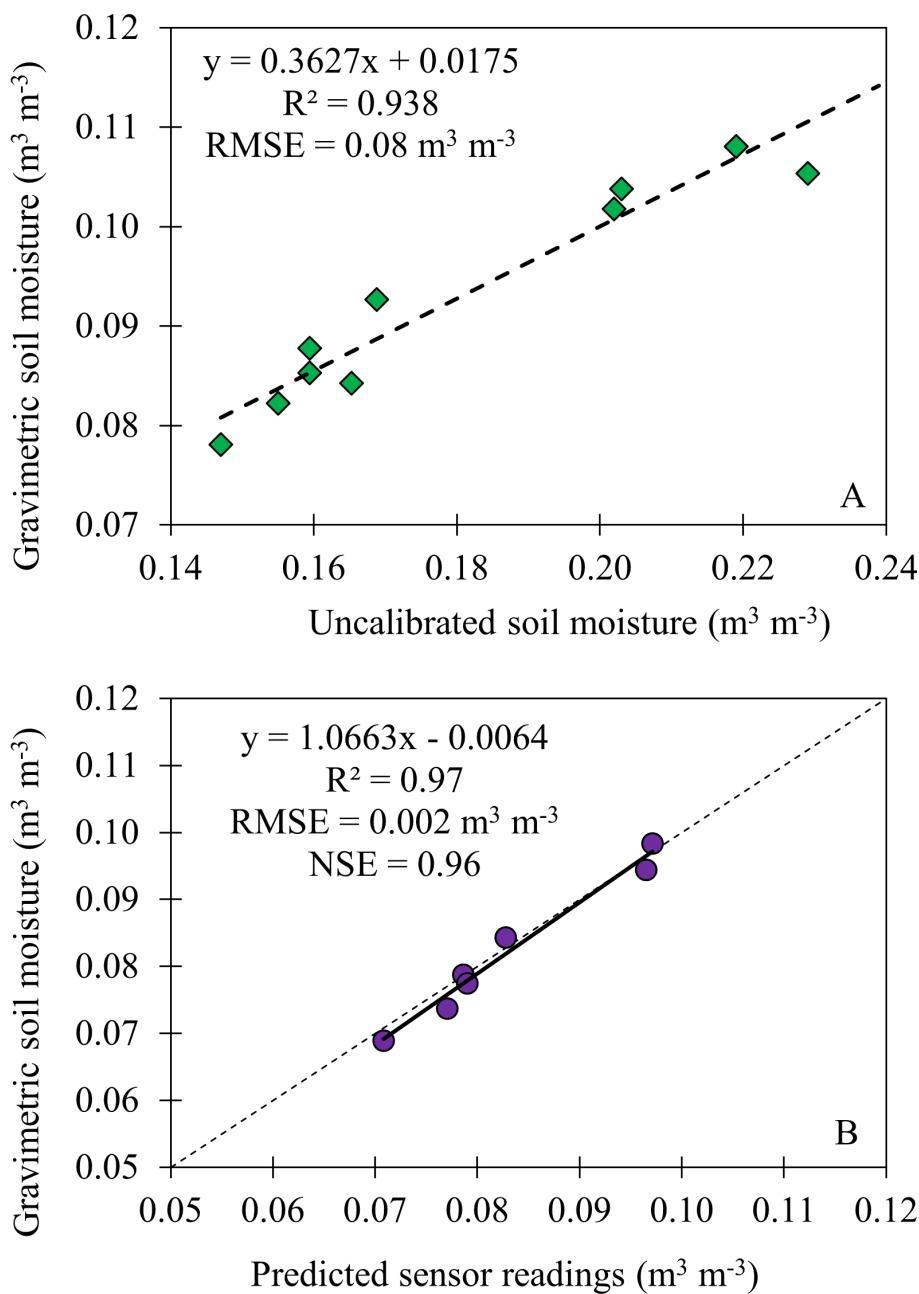 y = 0.3627x + 0.0175
R² = 0.938
RMSE = 0.08 m³ m⁻³
A
0.12
0.11
0.10
0.09
0.08
0.07
Gravimetric soil moisture (m³ m⁻³)
0.14 0.16 0.18 0.20 0.22 0.24
Uncalibrated soil moisture (m³ m⁻³)
y = 1.0663x - 0.0064
R² = 0.97
RMSE = 0.002 m³ m⁻³
NSE = 0.96
B
0.12
0.11
0.10
0.09
0.08
0.07
0.06
0.05
Gravimetric soil moisture (m³ m⁻³)
0.05 0.06 0.07 0.08 0.09 0.10 0.11 0.12
Predicted sensor readings (m³ m⁻³)